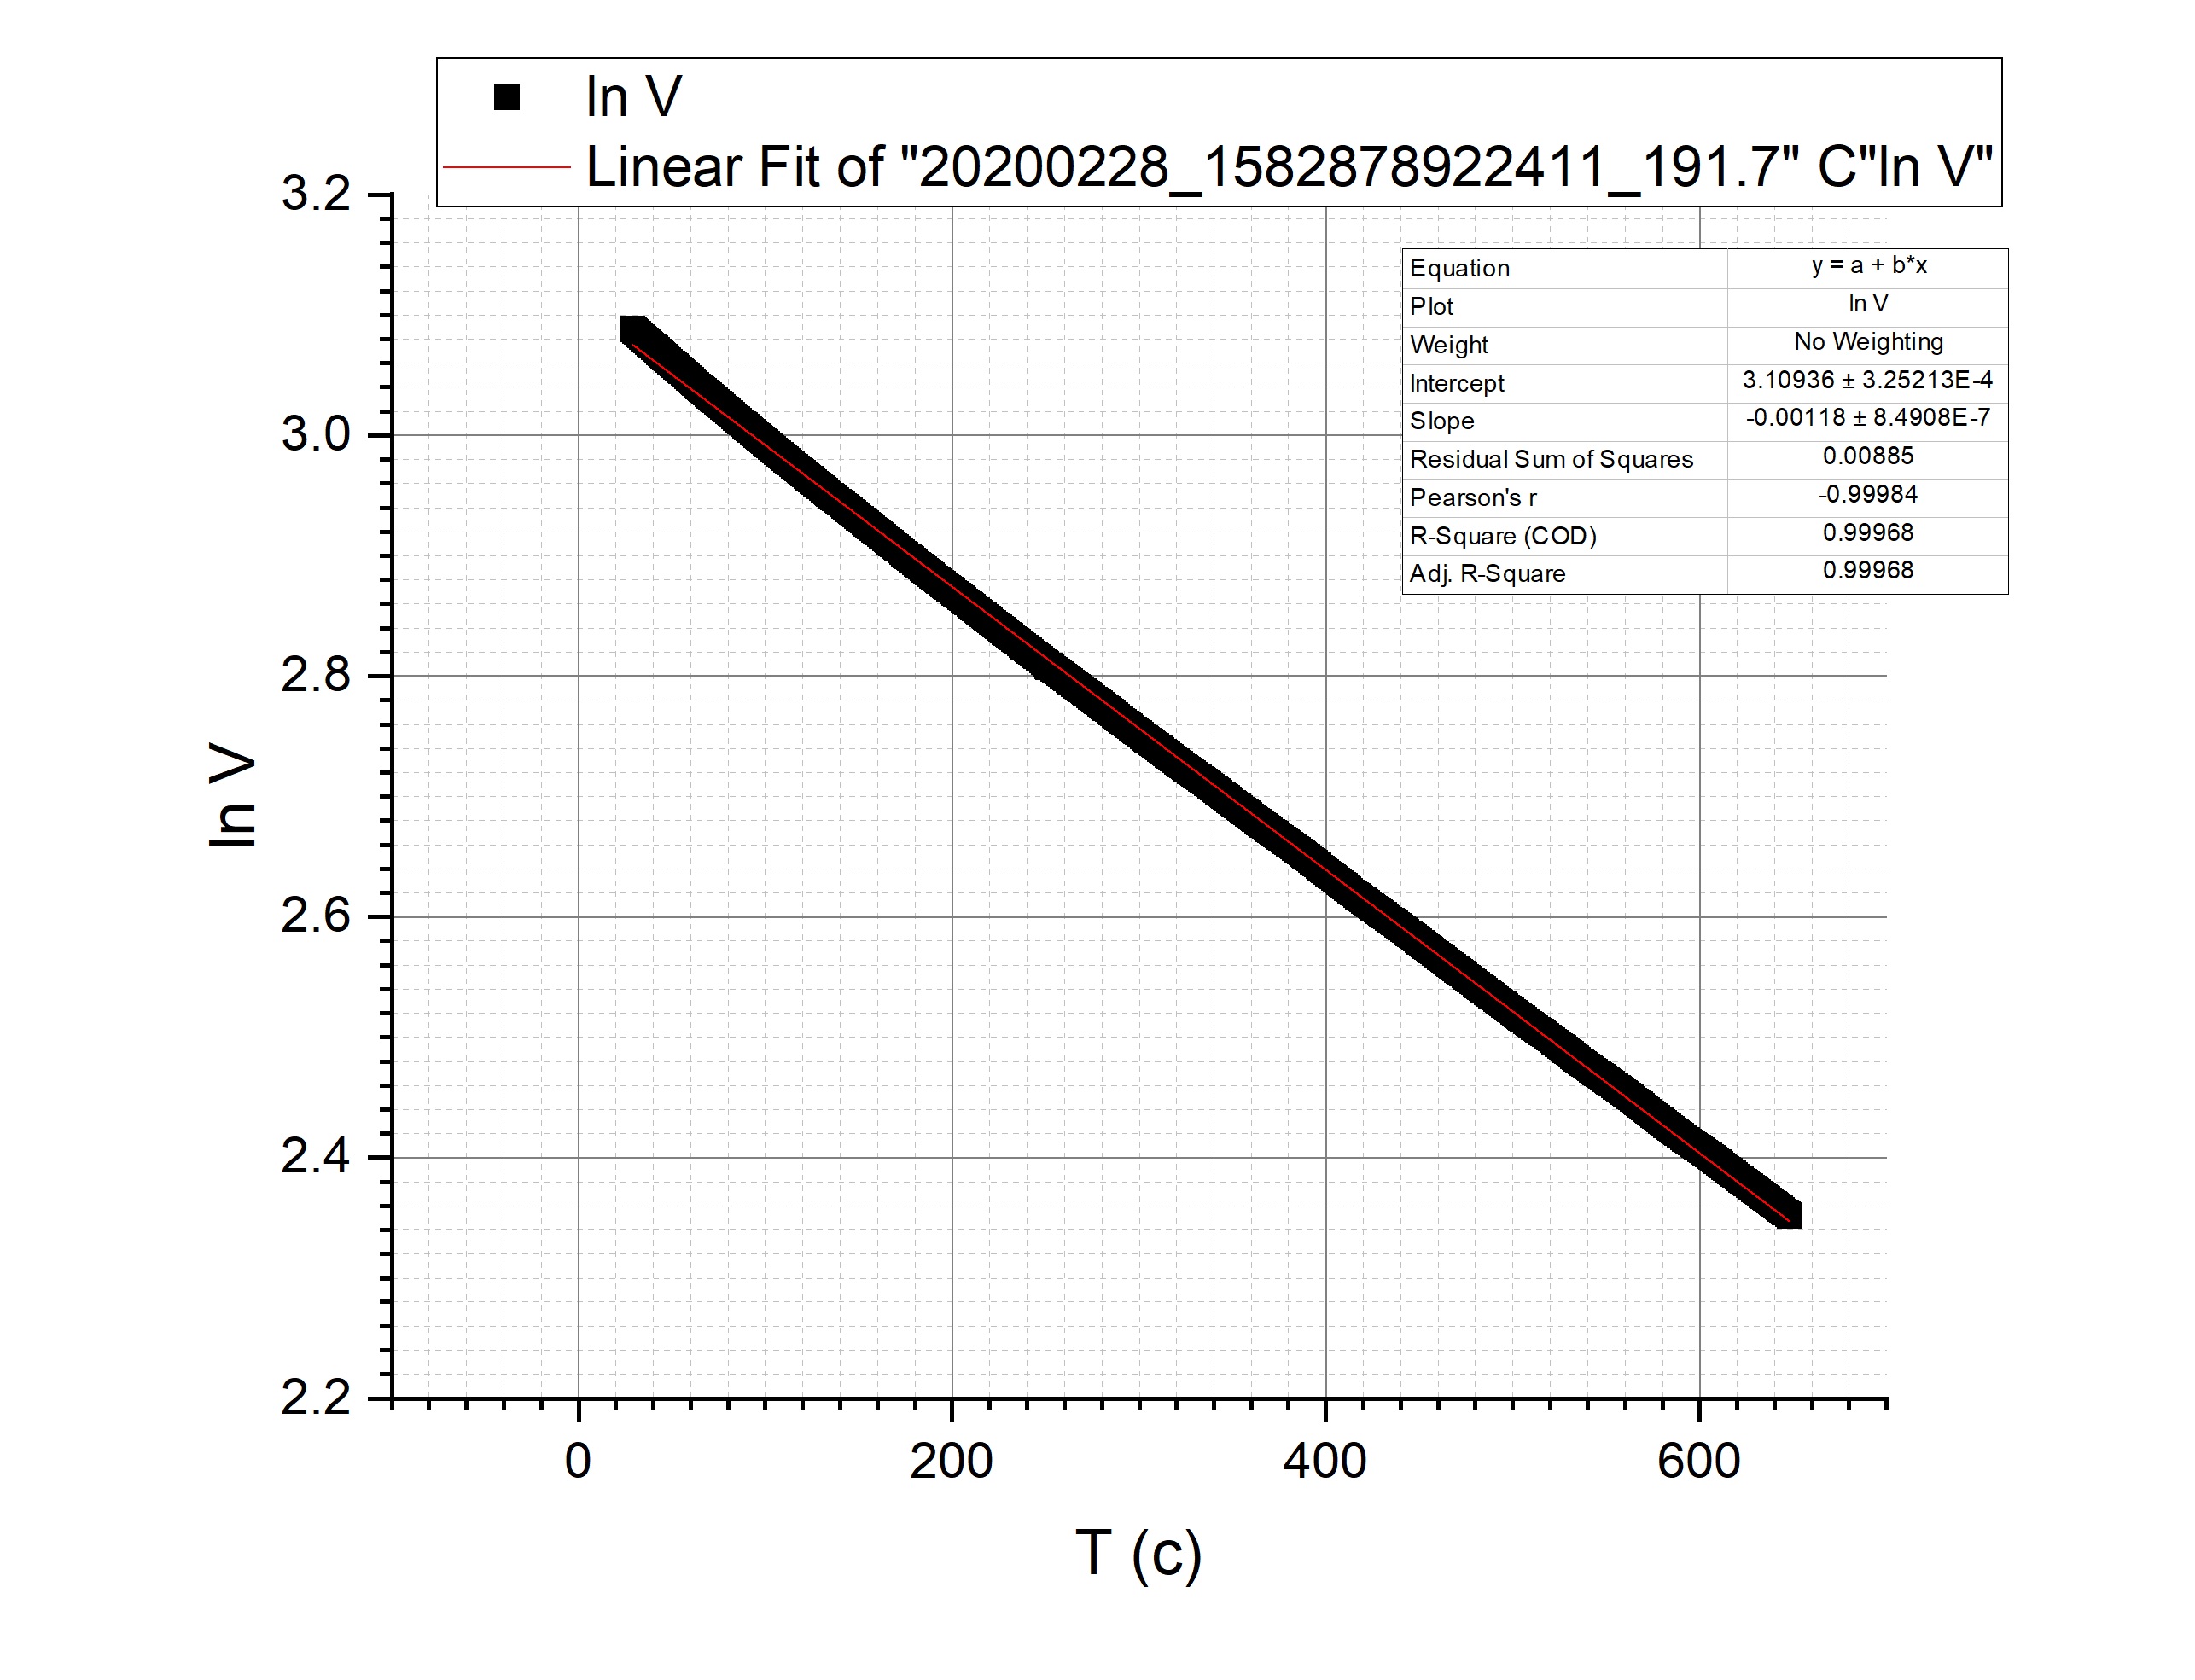 ln V
Linear Fit of "20200228_1582878922411_191.7" C"ln V"
3.2
3.0
2.8
2.6
2.4
2.2
ln V
Equation y = a + b*x
Plot ln V
Weight No Weighting
Intercept 3.10936 ± 3.25213E-4
Slope -0.00118 ± 8.4908E-7
Residual Sum of Squares 0.00885
Pearson's r -0.99984
R-Square (COD) 0.99968
Adj. R-Square 0.99968
0 200 400 600
T (c)